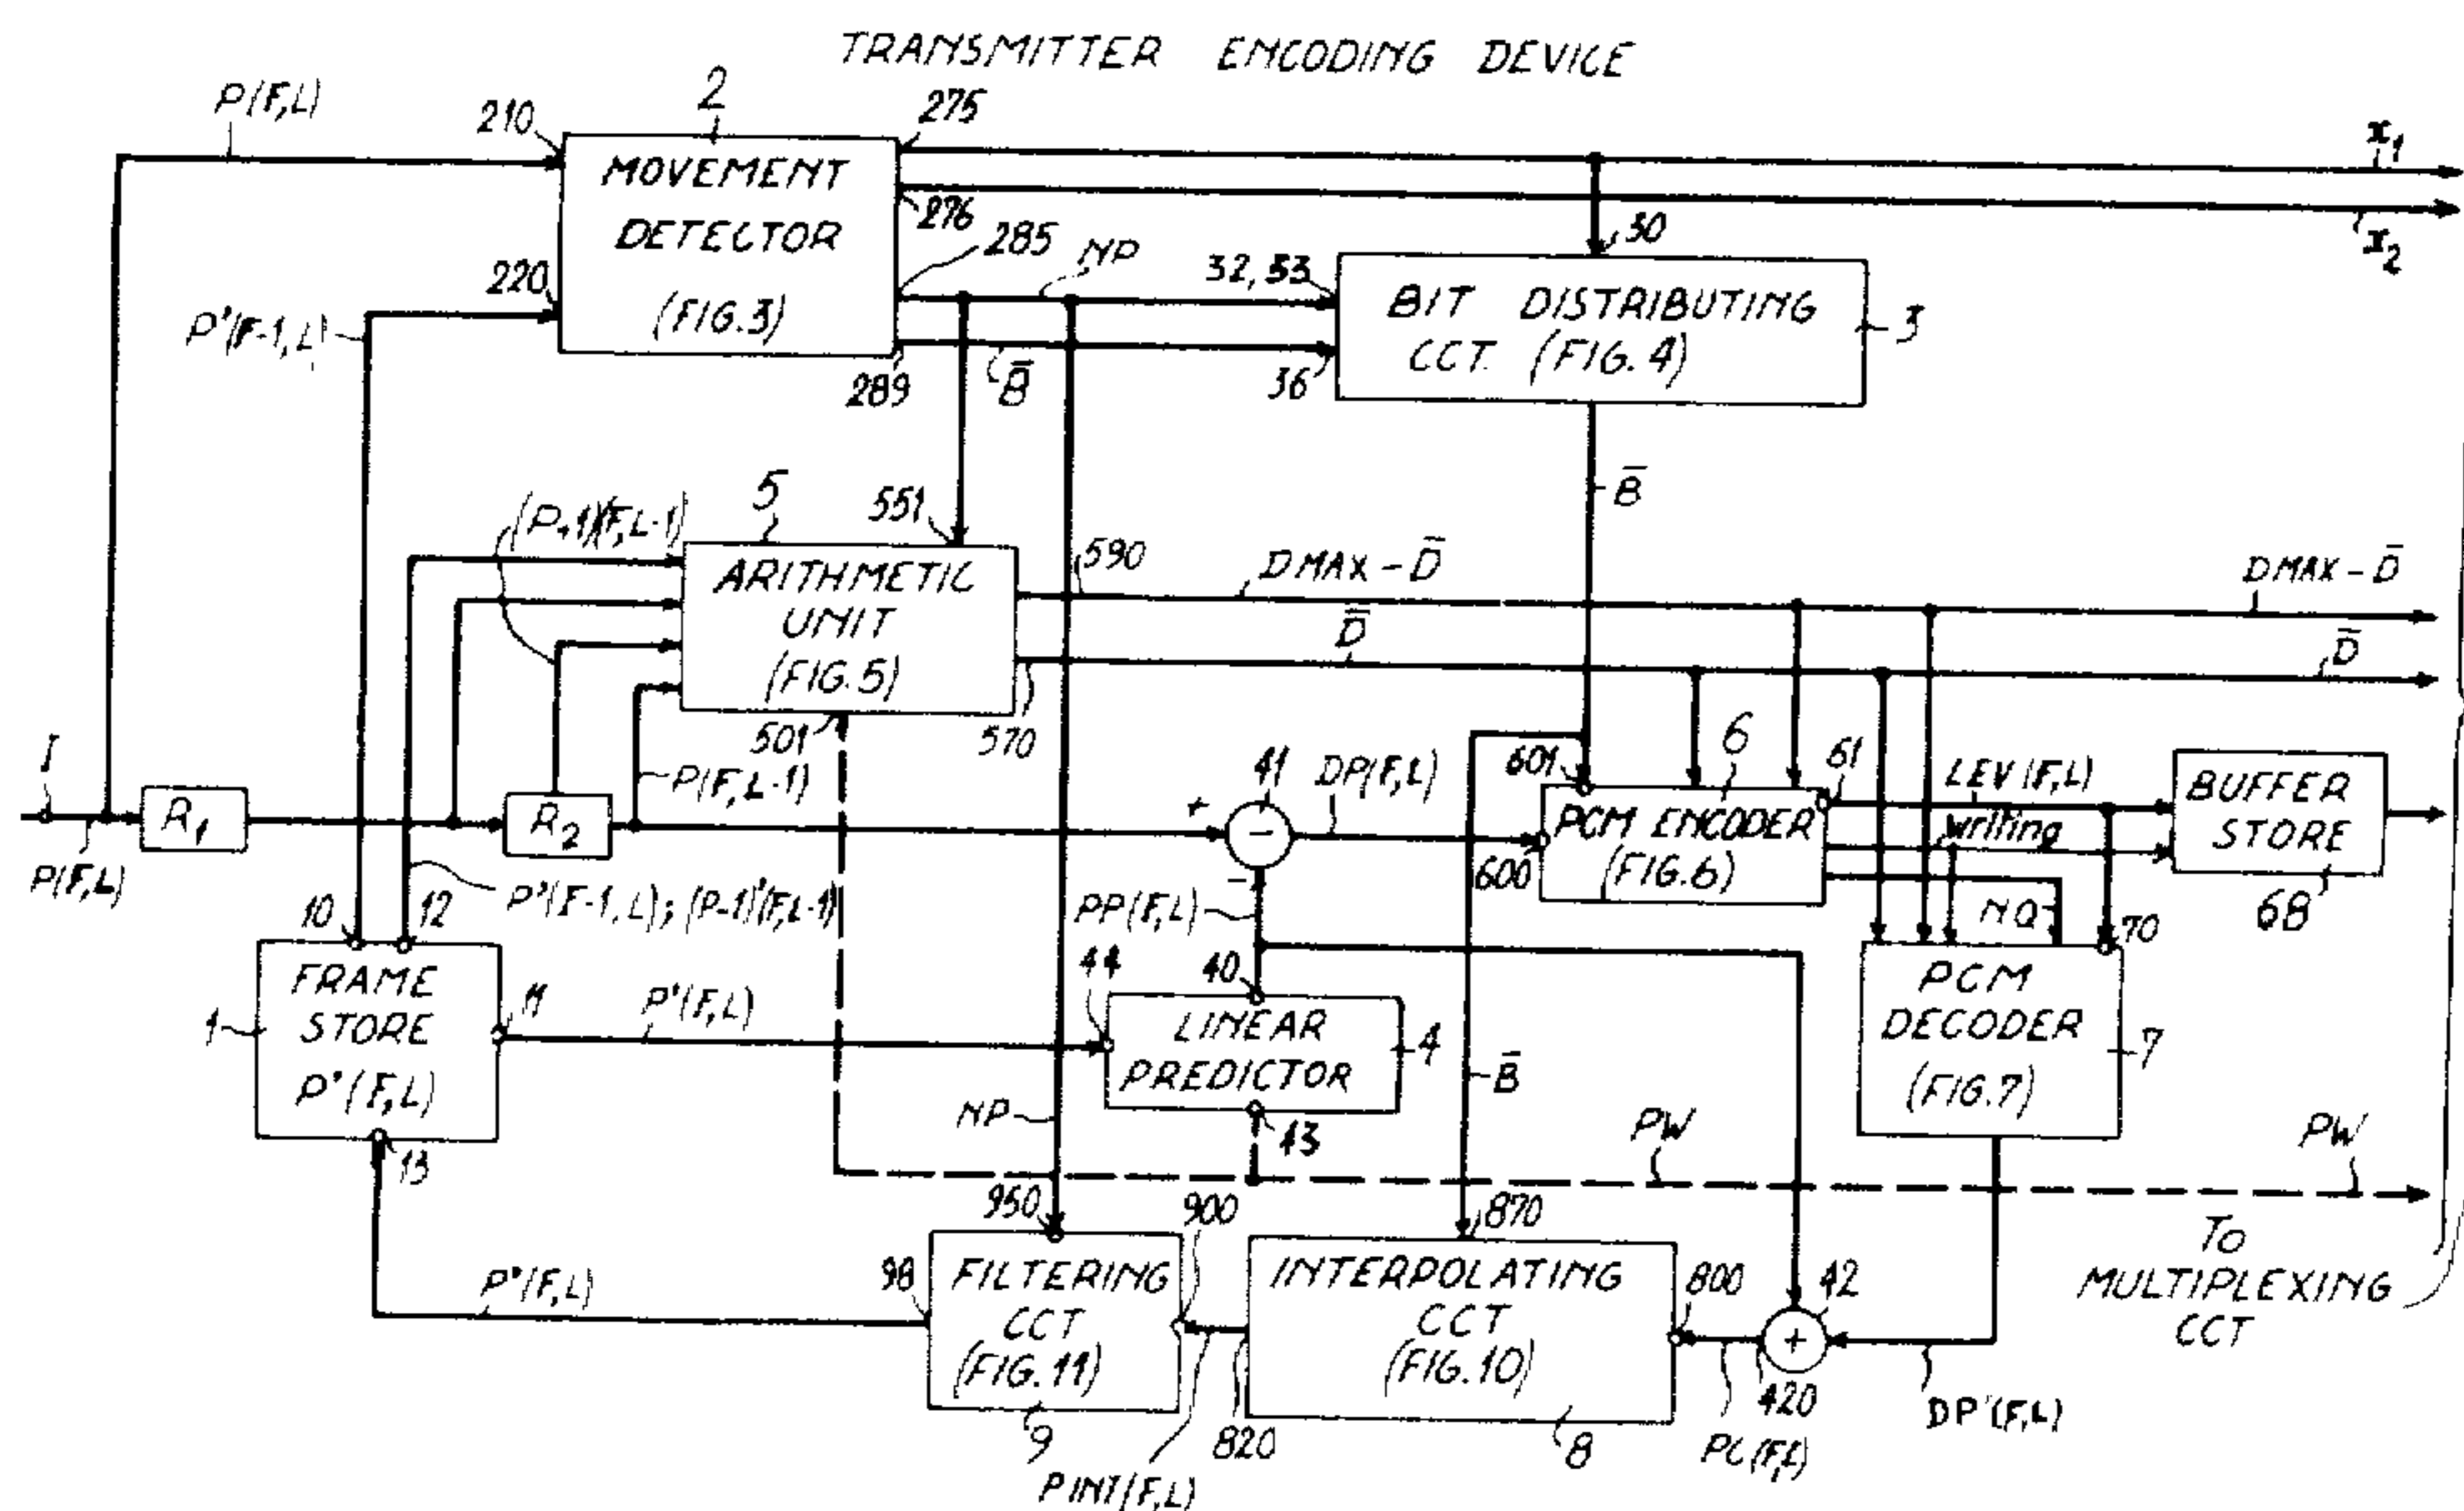 TRANSMITTER ENCODING DEVICE
P(F,L)
210
2
275
x1
MOVEMENT
DETECTOR
(FIG.3)
276
x2
30
220
285
NP
32, 33
BIT DISTRIBUTING
CCT (FIG.4)
3
P'(F-1,L)
289
B̄
36
B̄
5
551
ARITHMETIC
UNIT
(FIG.5)
590
DMAX-D̄
DMAX-D̄
D̄
D̄
501
570
P(F,L-1)
I
P(F,L)
R1
R2
41
+
-
-
DP(F,L)
601
6
61
LEV(F,L)
PCM ENCODER
(FIG.6)
600
writing
BUFFER
STORE
68
NQ
70
10
12
P'(F-1,L); (P-1)'(F,L-1)
PP(F,L)
1
FRAME
STORE
P'(F,L)
11
P'(F,L)
44
40
LINEAR
PREDICTOR
4
43
PCM
DECODER
(FIG.7)
7
13
NP
B̄
PW
PW
950
900
870
TO
MULTIPLEXING
CCT
P'(F,L)
98
FILTERING
CCT
(FIG.11)
9
INTERPOLATING
CCT
(FIG.10)
8
800
42
+
820
PINT(F,L)
420
PC(F,L)
DP'(F,L)